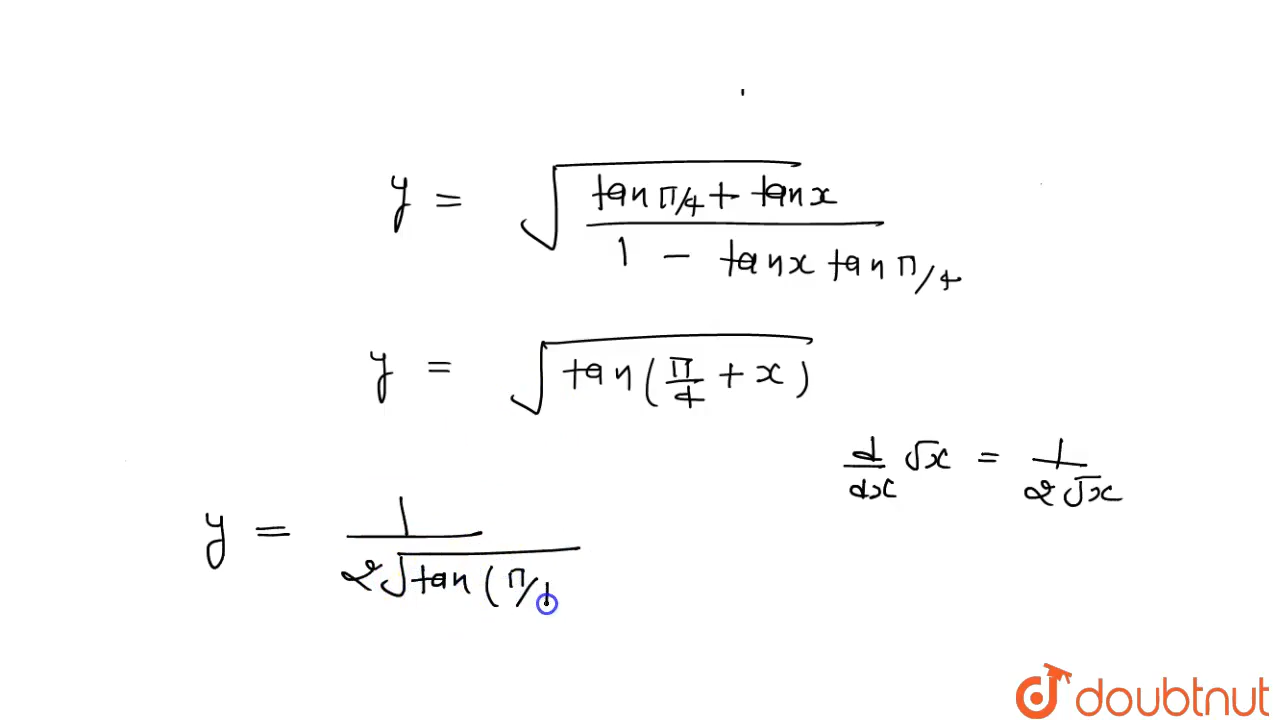 y = √((tan π/4 + tan x) / (1 - tan x tan π/4))
y = √(tan(π/4 + x))
d/dx √x = 1/(2√x)
y = 1/(2√(tan(π/
doubtnut